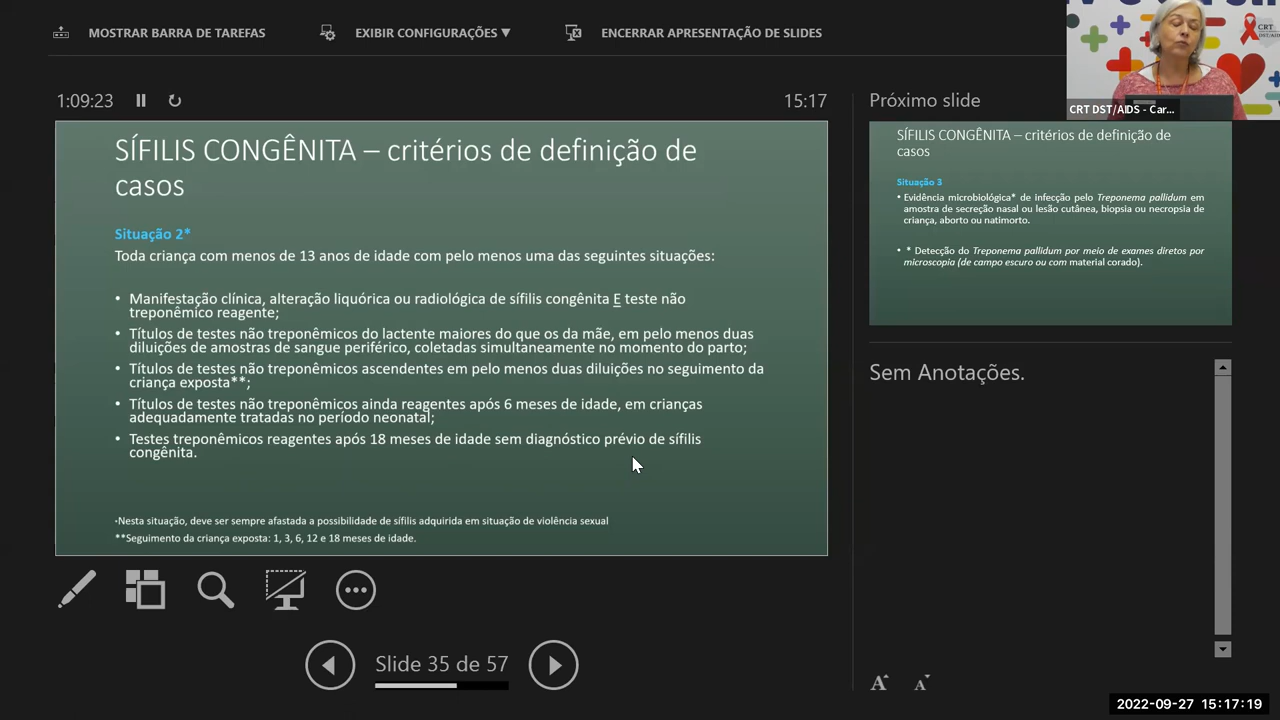 MOSTRAR BARRA DE TAREFAS
EXIBIR CONFIGURAÇÕES ▼
ENCERRAR APRESENTAÇÃO DE SLIDES
CRT
DST/AIDS
CRT DST/AIDS - Car...
1:09:23
15:17
Próximo slide
SÍFILIS CONGÊNITA – critérios de definição de
casos
Situação 2*
Toda criança com menos de 13 anos de idade com pelo menos uma das seguintes situações:
• Manifestação clínica, alteração liquórica ou radiológica de sífilis congênita E teste não
treponêmico reagente;
• Títulos de testes não treponêmicos do lactente maiores do que os da mãe, em pelo menos duas
diluições de amostras de sangue periférico, coletadas simultaneamente no momento do parto;
• Títulos de testes não treponêmicos ascendentes em pelo menos duas diluições no seguimento da
criança exposta**;
• Títulos de testes não treponêmicos ainda reagentes após 6 meses de idade, em crianças
adequadamente tratadas no período neonatal;
• Testes treponêmicos reagentes após 18 meses de idade sem diagnóstico prévio de sífilis
congênita.
*Nesta situação, deve ser sempre afastada a possibilidade de sífilis adquirida em situação de violência sexual
**Seguimento da criança exposta: 1, 3, 6, 12 e 18 meses de idade.
SÍFILIS CONGÊNITA – critérios de definição de
casos
Situação 3
• Evidência microbiológica* de infecção pelo Treponema pallidum em
amostra de secreção nasal ou lesão cutânea, biopsia ou necropsia de
criança, aborto ou natimorto.
• * Detecção do Treponema pallidum por meio de exames diretos por
microscopia (de campo escuro ou com material corado).
Sem Anotações.
Slide 35 de 57
A A
2022-09-27 15:17:19